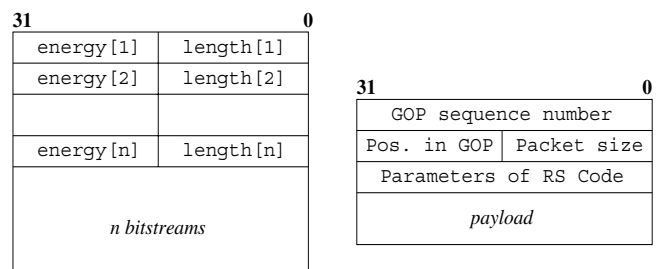 31 0
energy[1] length[1]
energy[2] length[2]
energy[n] length[n]
n bitstreams
31 0
GOP sequence number
Pos. in GOP Packet size
Parameters of RS Code
payload